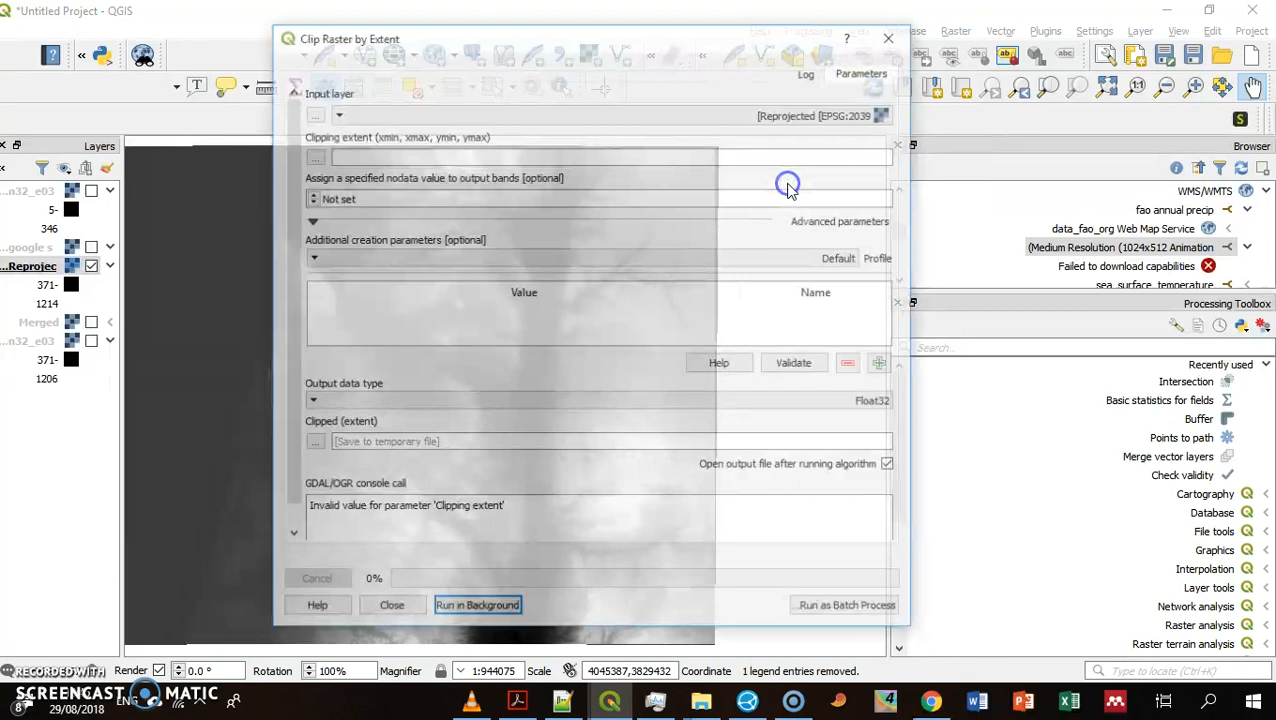 *Untitled Project - QGIS
Clip Raster by Extent
Raster Vector Plugins Settings Layer View Edit Project
Log Parameters
Input layer
[Reprojected [EPSG:2039
Clipping extent (xmin, xmax, ymin, ymax)
...
Assign a specified nodata value to output bands [optional]
Not set
Advanced parameters
Additional creation parameters [optional]
Default Profile
Value Name
Help Validate
Output data type
Float32
Clipped (extent)
... [Save to temporary file]
Open output file after running algorithm
GDAL/OGR console call
Invalid value for parameter 'Clipping extent'
Cancel 0%
Help Close Run in Background ...Run as Batch Process
Layers
...n32_e03
5-
346
google s
...Reprojec
371-
1214
Merged
...n32_e03
371-
1206
Browser
WMS/WMTS
fao annual precip
data_fao_org Web Map Service
(Medium Resolution (1024x512 Animation
Failed to download capabilities
sea_surface_temperature
Processing Toolbox
Search...
Recently used
Intersection
Basic statistics for fields
Buffer
Points to path
Merge vector layers
Check validity
Cartography
Database
File tools
Graphics
Interpolation
Layer tools
Network analysis
Raster analysis
Raster terrain analysis
Render 0.0 ° Rotation 100% Magnifier 1:944075 Scale 4045387,3829432 Coordinate 1 legend entries removed. Type to locate (Ctrl+K)
RECORDED WITH
SCREENCAST MATIC
ENG
29/08/2018